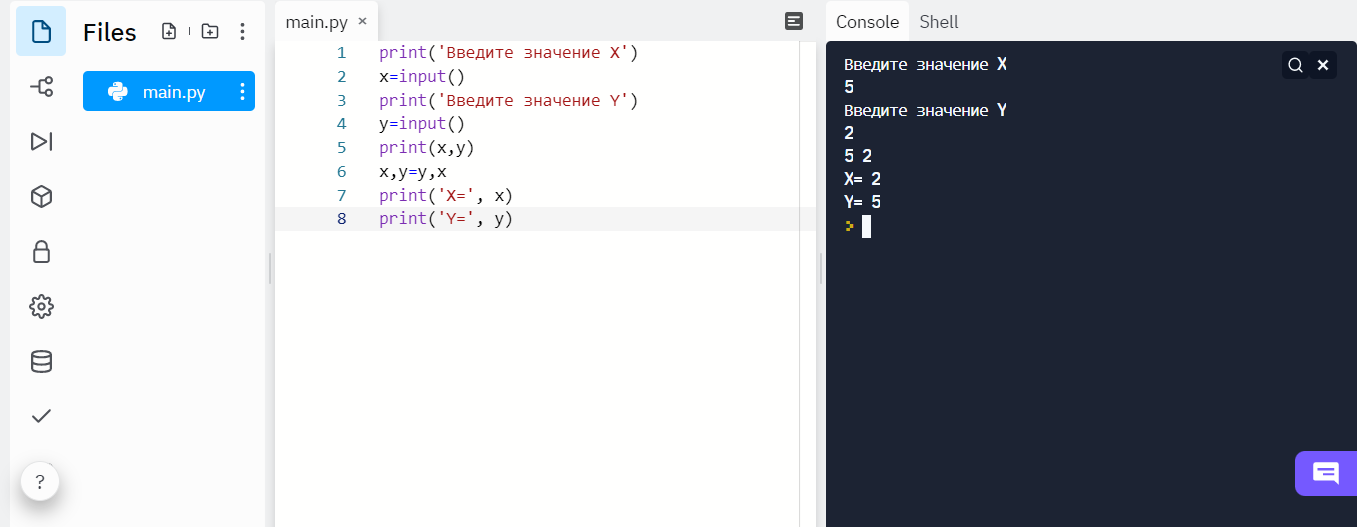 Files
main.py
main.py ×
1 print('Введите значение X')
2 x=input()
3 print('Введите значение Y')
4 y=input()
5 print(x,y)
6 x,y=y,x
7 print('X=', x)
8 print('Y=', y)
Console Shell
Введите значение X
5
Введите значение Y
2
5 2
X= 2
Y= 5
>
?